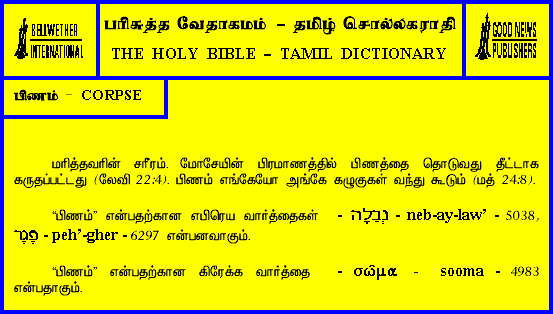 BELLWETHER
INTERNATIONAL
பரிசுத்த வேதாகமம் – தமிழ் சொல்லகராதி
THE HOLY BIBLE – TAMIL DICTIONARY
GOOD NEWS
PUBLISHERS
பிணம் - CORPSE
மரித்தவரின் சரீரம். மோசேயின் பிரமாணத்தில் பிணத்தை தொடுவது தீட்டாக
கருதப்பட்டது (லேவி 22:4). பிணம் எங்கேயோ அங்கே கழுகுகள் வந்து கூடும் (மத் 24:8).
“பிணம்” என்பதற்கான எபிரெய வார்த்தைகள் - נְבֵלָה - neb-ay-law’ - 5038,
פֶּגֶר - peh’-gher - 6297 என்பனவாகும்.
“பிணம்” என்பதற்கான கிரேக்க வார்த்தை - σῶμα - sooma - 4983
என்பதாகும்.